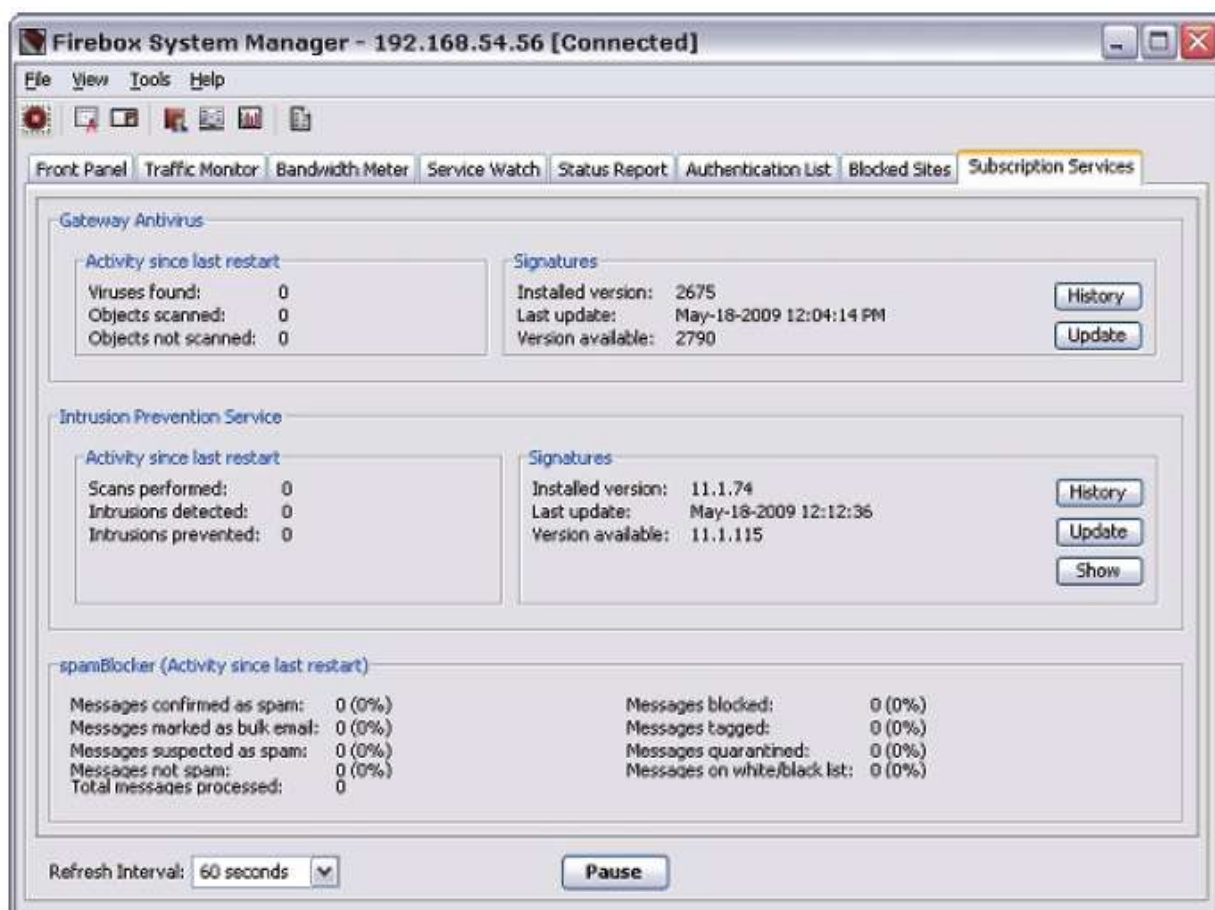 Firebox System Manager - 192.168.54.56 [Connected]
File View Tools Help
Front Panel Traffic Monitor Bandwidth Meter Service Watch Status Report Authentication List Blocked Sites Subscription Services
Gateway Antivirus
Activity since last restart
Viruses found: 0
Objects scanned: 0
Objects not scanned: 0
Signatures
Installed version: 2675
Last update: May-18-2009 12:04:14 PM
Version available: 2790
History
Update
Intrusion Prevention Service
Activity since last restart
Scans performed: 0
Intrusions detected: 0
Intrusions prevented: 0
Signatures
Installed version: 11.1.74
Last update: May-18-2009 12:12:36
Version available: 11.1.115
History
Update
Show
spamBlocker (Activity since last restart)
Messages confirmed as spam: 0 (0%)
Messages marked as bulk email: 0 (0%)
Messages suspected as spam: 0 (0%)
Messages not spam: 0 (0%)
Total messages processed: 0
Messages blocked: 0 (0%)
Messages tagged: 0 (0%)
Messages quarantined: 0 (0%)
Messages on white/black list: 0 (0%)
Refresh Interval: 60 seconds
Pause